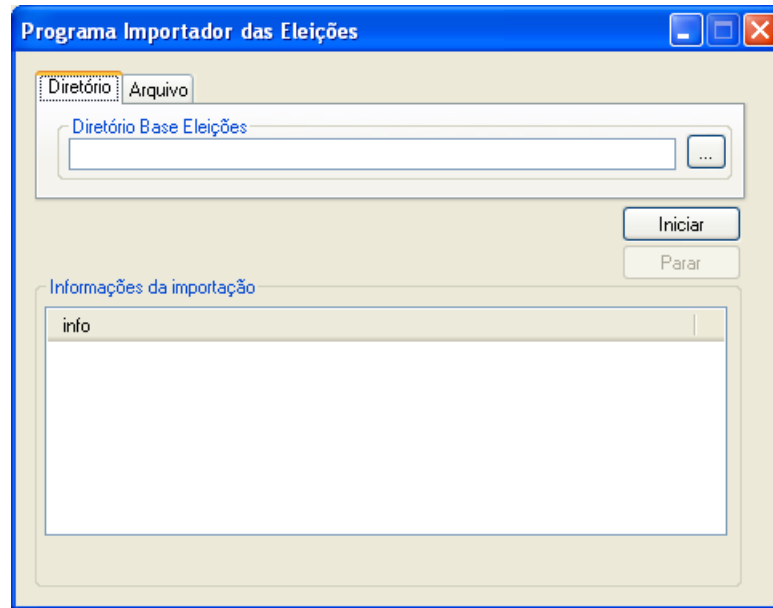 Programa Importador das Eleições
Diretório Arquivo
Diretório Base Eleições
...
Iniciar
Parar
Informações da importação
info